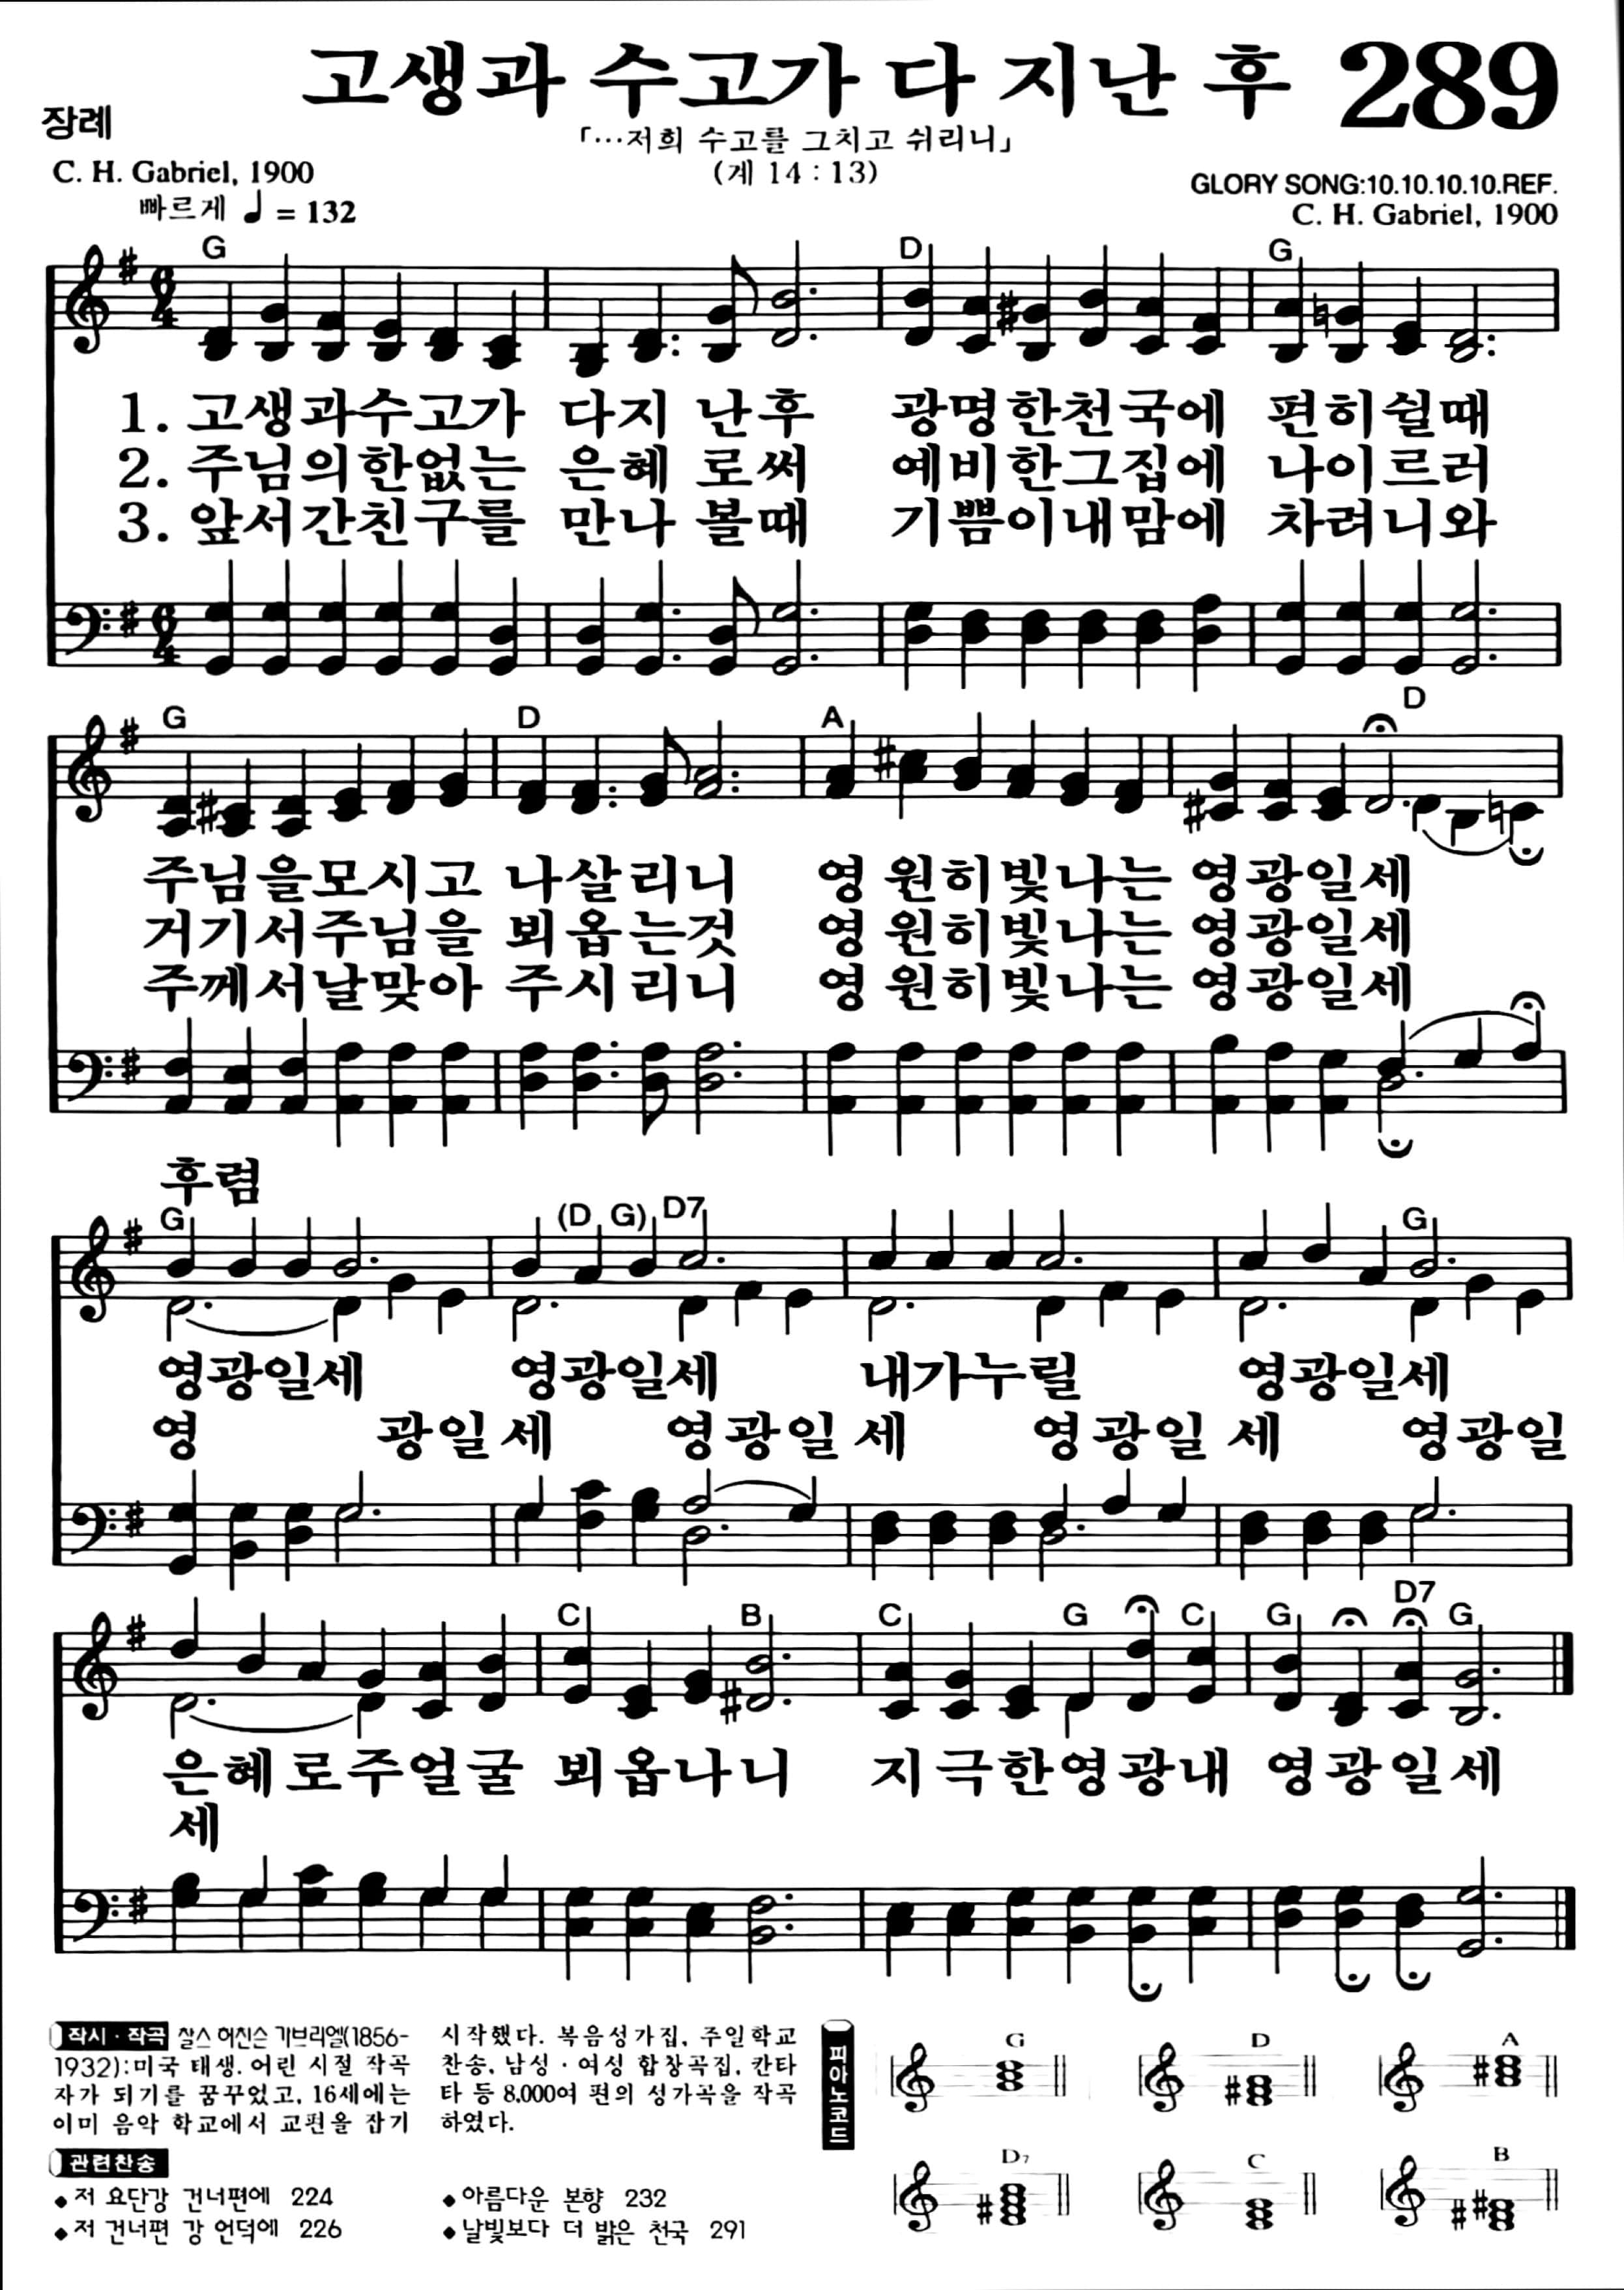 고생과 수고가 다 지난 후 289
장례
「…저희 수고를 그치고 쉬리니」
(계 14 : 13)
C. H. Gabriel, 1900
빠르게 ♩ = 132
GLORY SONG:10.10.10.10.REF.
C. H. Gabriel, 1900
G D G
1. 고생과수고가 다지 난후 광명한천국에 편히쉴때
2. 주님의한없는 은혜 로써 예비한그집에 나이르러
3. 앞서간친구를 만나 볼때 기쁨이내맘에 차려니와
G D A D
주님을모시고 나살리니 영원히빛나는 영광일세
거기서주님을 뵈옵는것 영원히빛나는 영광일세
주께서날맞아 주시리니 영원히빛나는 영광일세
후렴
G (D G) D7 G
영광일세 영광일세 내가누릴 영광일세
영 광일세 영광일세 영광일세 영광일
C B C G C G D7 G
은혜로주얼굴 뵈옵나니 지극한영광내 영광일세
세
작시 · 작곡 찰스 허친슨 가브리엘(1856-
1932):미국 태생. 어린 시절 작곡
자가 되기를 꿈꾸었고, 16세에는
이미 음악 학교에서 교편을 잡기
시작했다. 복음성가집, 주일학교
찬송, 남성 · 여성 합창곡집, 칸타
타 등 8,000여 편의 성가곡을 작곡
하였다.
관련찬송
◆ 저 요단강 건너편에 224
◆ 저 건너편 강 언덕에 226
◆ 아름다운 본향 232
◆ 날빛보다 더 밝은 천국 291
피아노코드
G D A
D7 C B